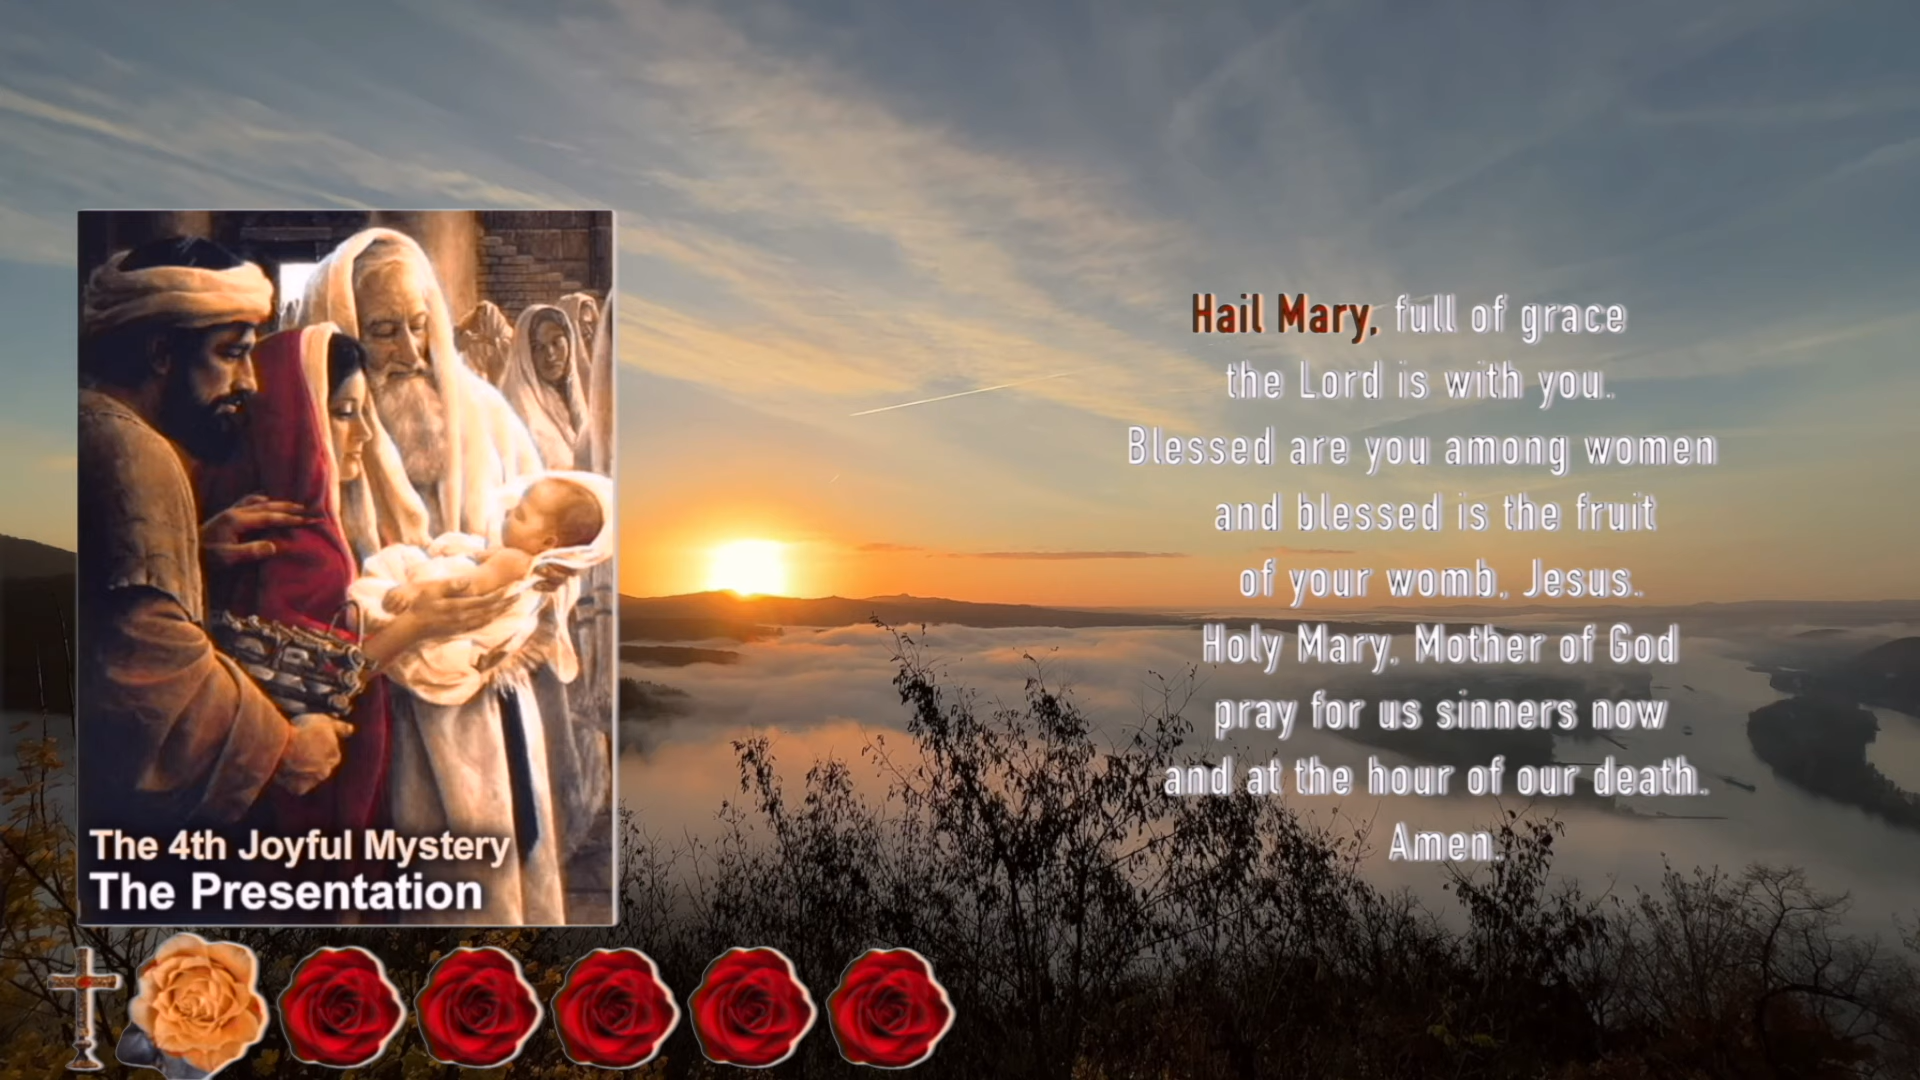 Hail Mary, full of grace
the Lord is with you.
Blessed are you among women
and blessed is the fruit
of your womb, Jesus.
Holy Mary, Mother of God
pray for us sinners now
and at the hour of our death.
Amen.
The 4th Joyful Mystery
The Presentation